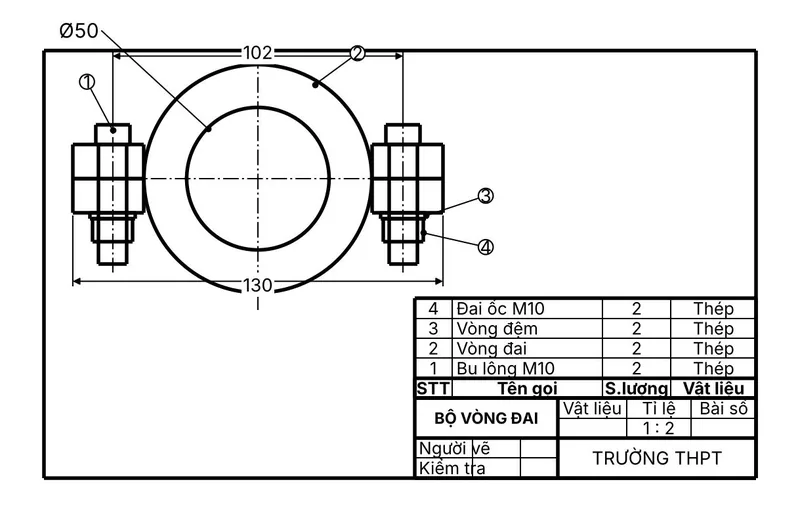 Ø50
102
2
1
3
4
130
4 Đai ốc M10 2 Thép
3 Vòng đệm 2 Thép
2 Vòng đai 2 Thép
1 Bu lông M10 2 Thép
STT Tên gọi S.lượng Vật liệu
BỘ VÒNG ĐAI Vật liệu Tỉ lệ Bài số
1 : 2
Người vẽ
TRƯỜNG THPT
Kiểm tra